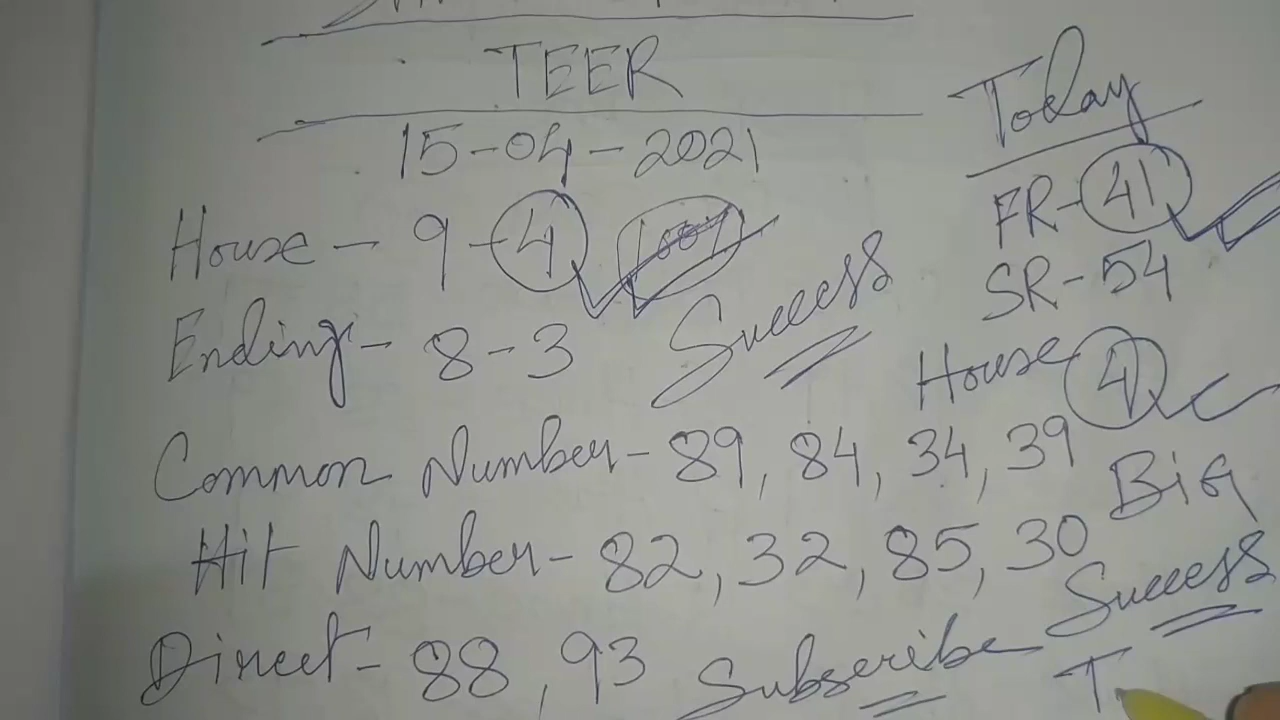 TEER
15-04-2021
House - 9 - 4 100%
Ending - 8 - 3 Success
Common Number - 89, 84, 34, 39
Hit Number - 82, 32, 85, 30
Direct - 88, 93 Subscribe
Today
FR - 41
SR - 54
House 4
Big
Success
T